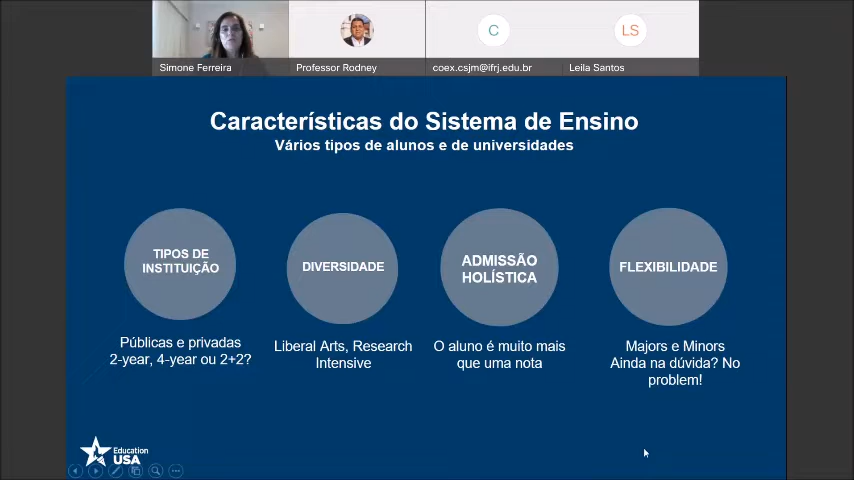 C
LS
Simone Ferreira
Professor Rodney
coex.csjm@ifrj.edu.br
Leila Santos
Características do Sistema de Ensino
Vários tipos de alunos e de universidades
TIPOS DE
INSTITUIÇÃO
DIVERSIDADE
ADMISSÃO
HOLÍSTICA
FLEXIBILIDADE
Públicas e privadas
2-year, 4-year ou 2+2?
Liberal Arts, Research
Intensive
O aluno é muito mais
que uma nota
Majors e Minors
Ainda na dúvida? No
problem!
Education
USA